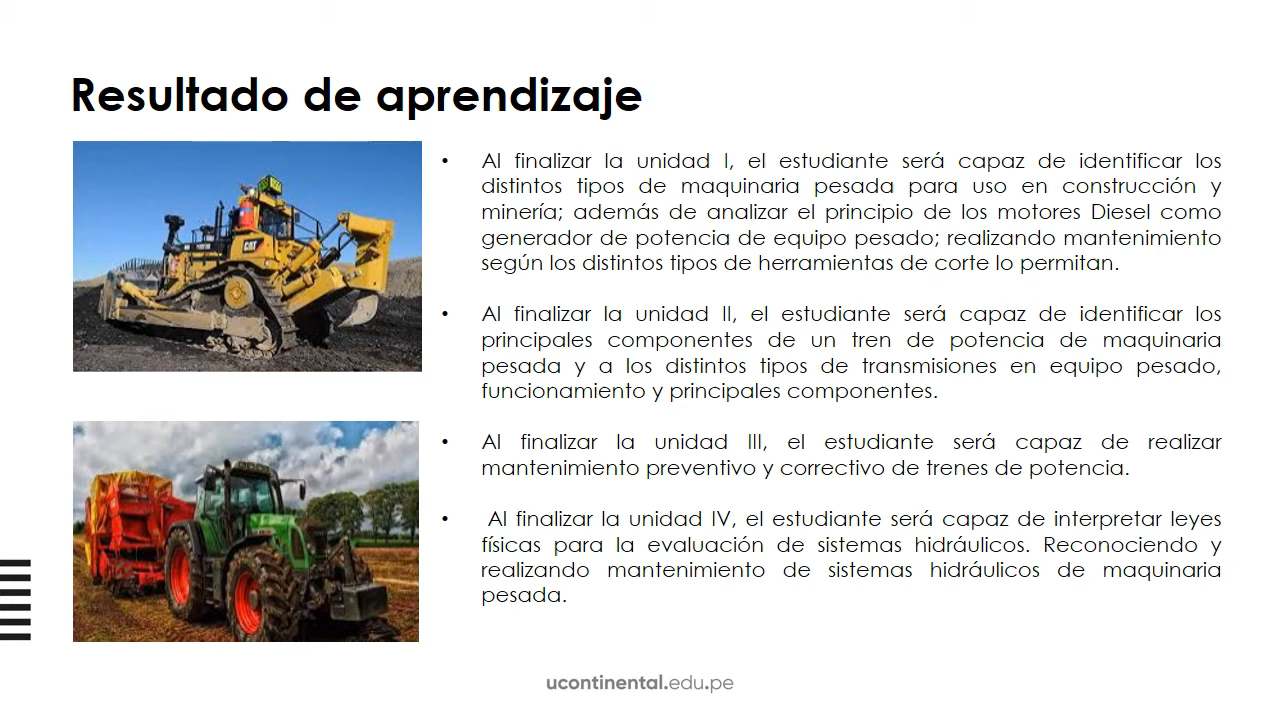 Resultado de aprendizaje
CAT
• Al finalizar la unidad I, el estudiante será capaz de identificar los
distintos tipos de maquinaria pesada para uso en construcción y
minería; además de analizar el principio de los motores Diesel como
generador de potencia de equipo pesado; realizando mantenimiento
según los distintos tipos de herramientas de corte lo permitan.
• Al finalizar la unidad II, el estudiante será capaz de identificar los
principales componentes de un tren de potencia de maquinaria
pesada y a los distintos tipos de transmisiones en equipo pesado,
funcionamiento y principales componentes.
• Al finalizar la unidad III, el estudiante será capaz de realizar
mantenimiento preventivo y correctivo de trenes de potencia.
• Al finalizar la unidad IV, el estudiante será capaz de interpretar leyes
físicas para la evaluación de sistemas hidráulicos. Reconociendo y
realizando mantenimiento de sistemas hidráulicos de maquinaria
pesada.
ucontinental.edu.pe